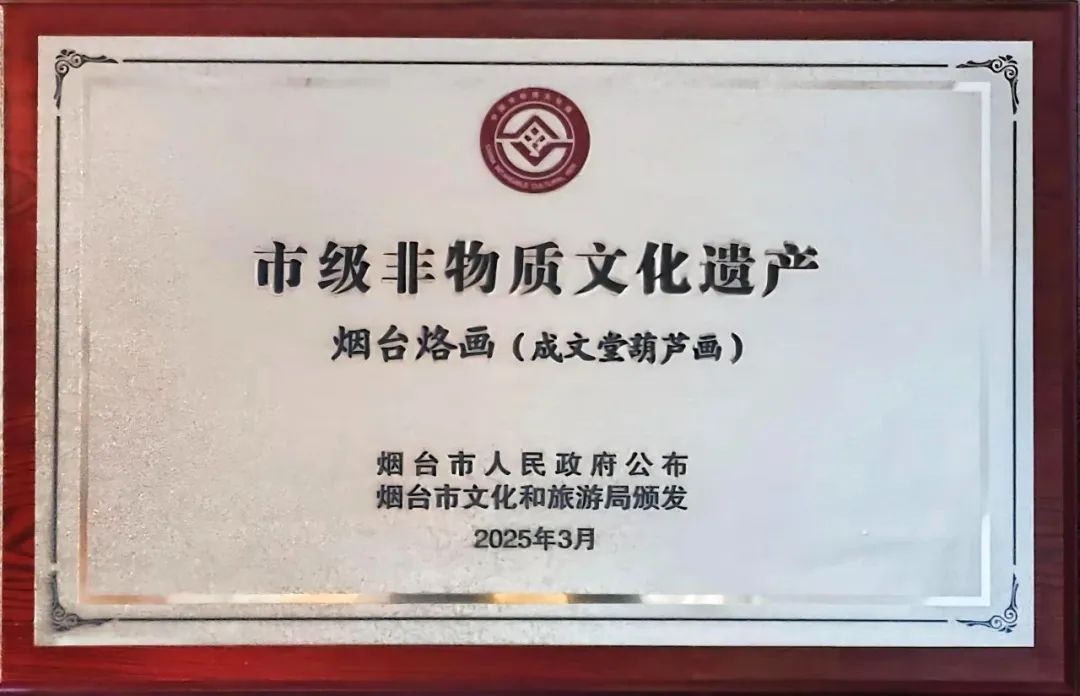 市级非物质文化遗产
烟台烙画（成文堂葫芦画）
烟台市人民政府公布
烟台市文化和旅游局颁发
2025年3月